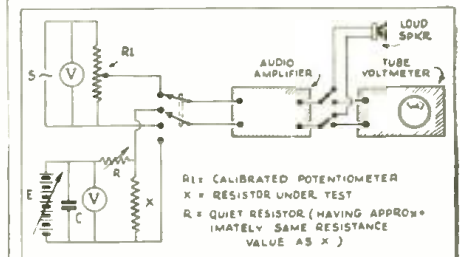 LOUD
SPKR.
AUDIO
AMPLIFIER
TUBE
VOLTMETER
R1
S
V
E
C
V
R
X
R1= CALIBRATED POTENTIOMETER
X = RESISTOR UNDER TEST
R = QUIET RESISTOR (HAVING APPROX-
IMATELY SAME RESISTANCE
VALUE AS X)